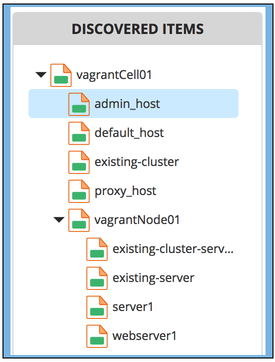 DISCOVERED ITEMS
vagrantCell01
admin_host
default_host
existing-cluster
proxy_host
vagrantNode01
existing-cluster-serv...
existing-server
server1
webserver1